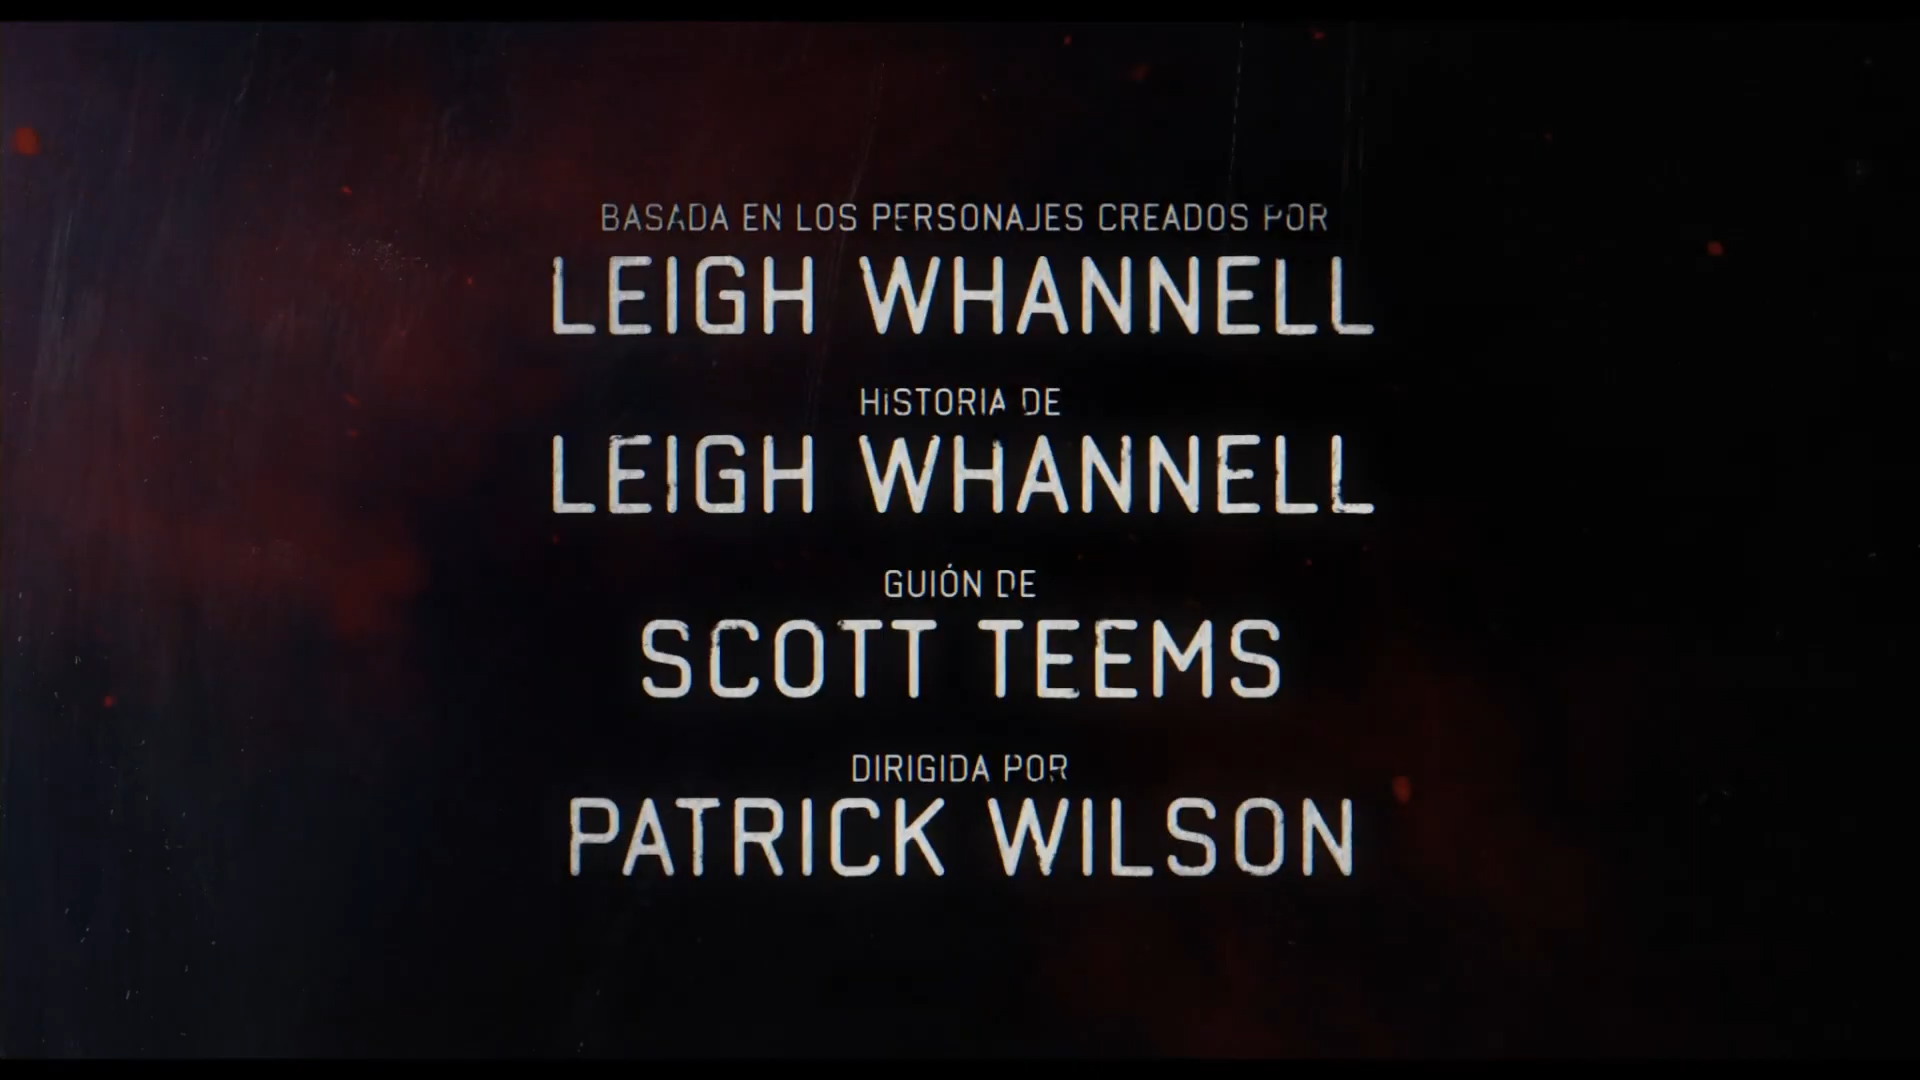 BASADA EN LOS PERSONAJES CREADOS POR
LEIGH WHANNELL
HISTORIA DE
LEIGH WHANNELL
GUIÓN DE
SCOTT TEEMS
DIRIGIDA POR
PATRICK WILSON